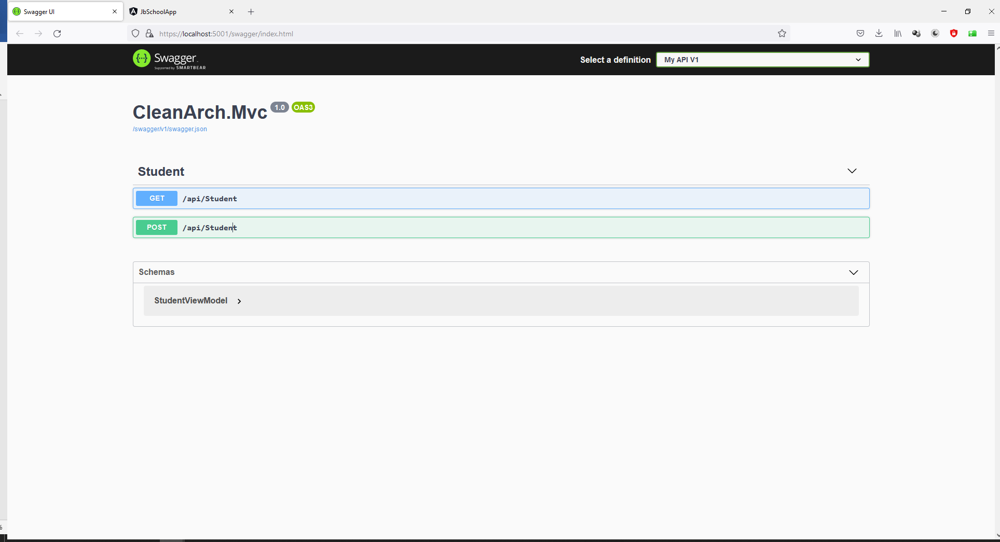 Swagger UI
JbSchoolApp
https://localhost:5001/swagger/index.html
Swagger.
Supported by SMARTBEAR
Select a definition
My API V1
CleanArch.Mvc 1.0 OAS3
/swagger/v1/swagger.json
Student
GET /api/Student
POST /api/Student
Schemas
StudentViewModel
%